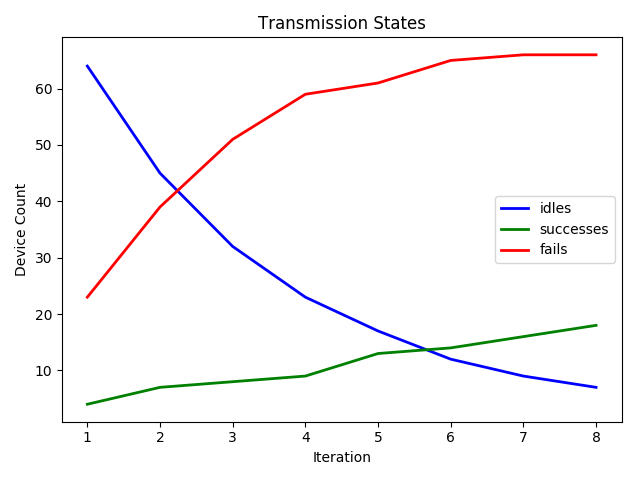 Transmission States
Device Count
60
50
40
30
20
10
idles
successes
fails
1 2 3 4 5 6 7 8
Iteration